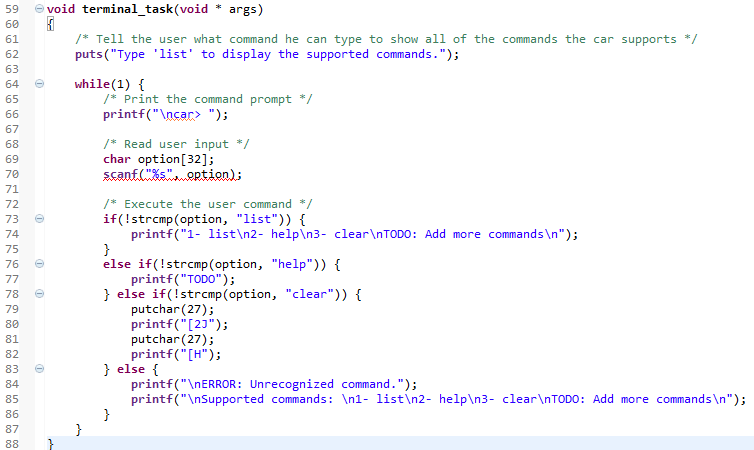 59 void terminal_task(void * args)
60 {
61 /* Tell the user what command he can type to show all of the commands the car supports */
62 puts("Type 'list' to display the supported commands.");
63
64 while(1) {
65 /* Print the command prompt */
66 printf("\ncar> ");
67
68 /* Read user input */
69 char option[32];
70 scanf("%s", option);
71
72 /* Execute the user command */
73 if(!strcmp(option, "list")) {
74 printf("1- list\n2- help\n3- clear\nTODO: Add more commands\n");
75 }
76 else if(!strcmp(option, "help")) {
77 printf("TODO");
78 } else if(!strcmp(option, "clear")) {
79 putchar(27);
80 printf("[2J");
81 putchar(27);
82 printf("[H");
83 } else {
84 printf("\nERROR: Unrecognized command.");
85 printf("\nSupported commands: \n1- list\n2- help\n3- clear\nTODO: Add more commands\n");
86 }
87 }
88 }